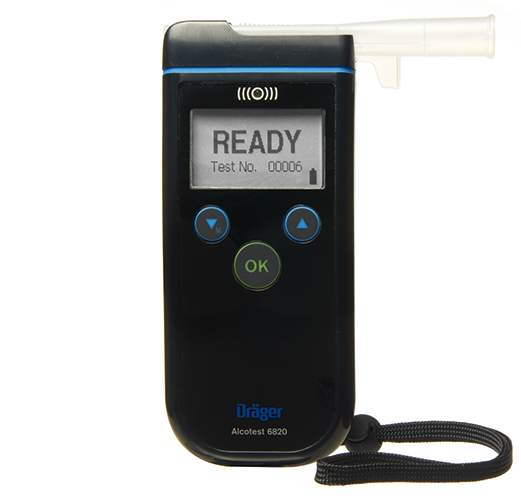 (((O)))
READY
Test No. 00006
M
OK
Dräger
Alcotest 6820